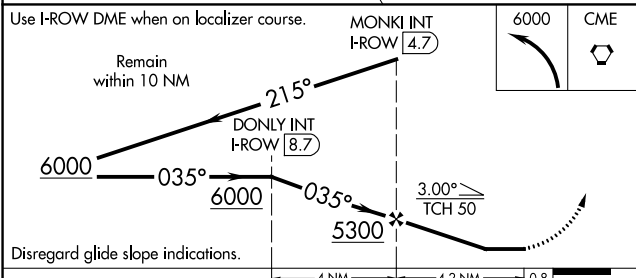 Use I-ROW DME when on localizer course.
MONKI INT
I-ROW 4.7
6000
CME
Remain
within 10 NM
215°
DONLY INT
I-ROW 8.7
6000
035°
6000
035°
5300
3.00°
TCH 50
Disregard glide slope indications.
4 NM
4.2 NM
0.8